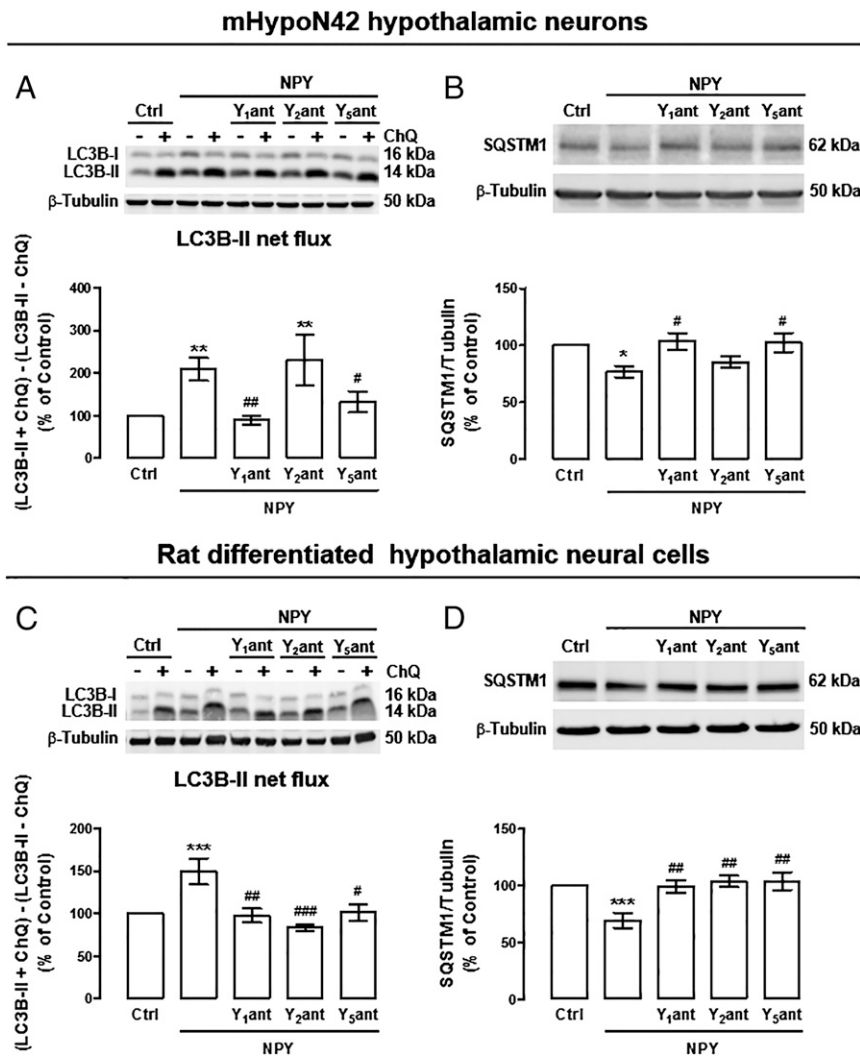 mHypoN42 hypothalamic neurons
A
NPY
Ctrl Y1ant Y2ant Y5ant
- + - + - + - + - + ChQ
LC3B-I 16 kDa
LC3B-II 14 kDa
β-Tubulin 50 kDa
LC3B-II net flux
(LC3B-II + ChQ) - (LC3B-II - ChQ)
(% of Control)
400
300
200
100
0
** ## ** #
Ctrl Y1ant Y2ant Y5ant
NPY
B
NPY
Ctrl Y1ant Y2ant Y5ant
SQSTM1 62 kDa
β-Tubulin 50 kDa
SQSTM1/Tubulin
(% of Control)
150
100
50
0
* # #
Ctrl Y1ant Y2ant Y5ant
NPY
Rat differentiated hypothalamic neural cells
C
NPY
Ctrl Y1ant Y2ant Y5ant
- + - + - + - + - + ChQ
LC3B-I 16 kDa
LC3B-II 14 kDa
β-Tubulin 50 kDa
LC3B-II net flux
(LC3B-II + ChQ) - (LC3B-II - ChQ)
(% of Control)
200
150
100
50
0
*** ## ### #
Ctrl Y1ant Y2ant Y5ant
NPY
D
NPY
Ctrl Y1ant Y2ant Y5ant
SQSTM1 62 kDa
β-Tubulin 50 kDa
SQSTM1/Tubulin
(% of Control)
150
100
50
0
*** ## ## ##
Ctrl Y1ant Y2ant Y5ant
NPY